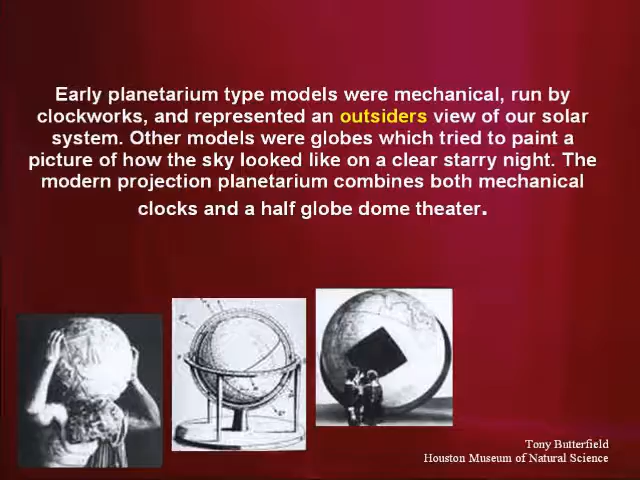 Early planetarium type models were mechanical, run by
clockworks, and represented an outsiders view of our solar
system. Other models were globes which tried to paint a
picture of how the sky looked like on a clear starry night. The
modern projection planetarium combines both mechanical
clocks and a half globe dome theater.
Tony Butterfield
Houston Museum of Natural Science